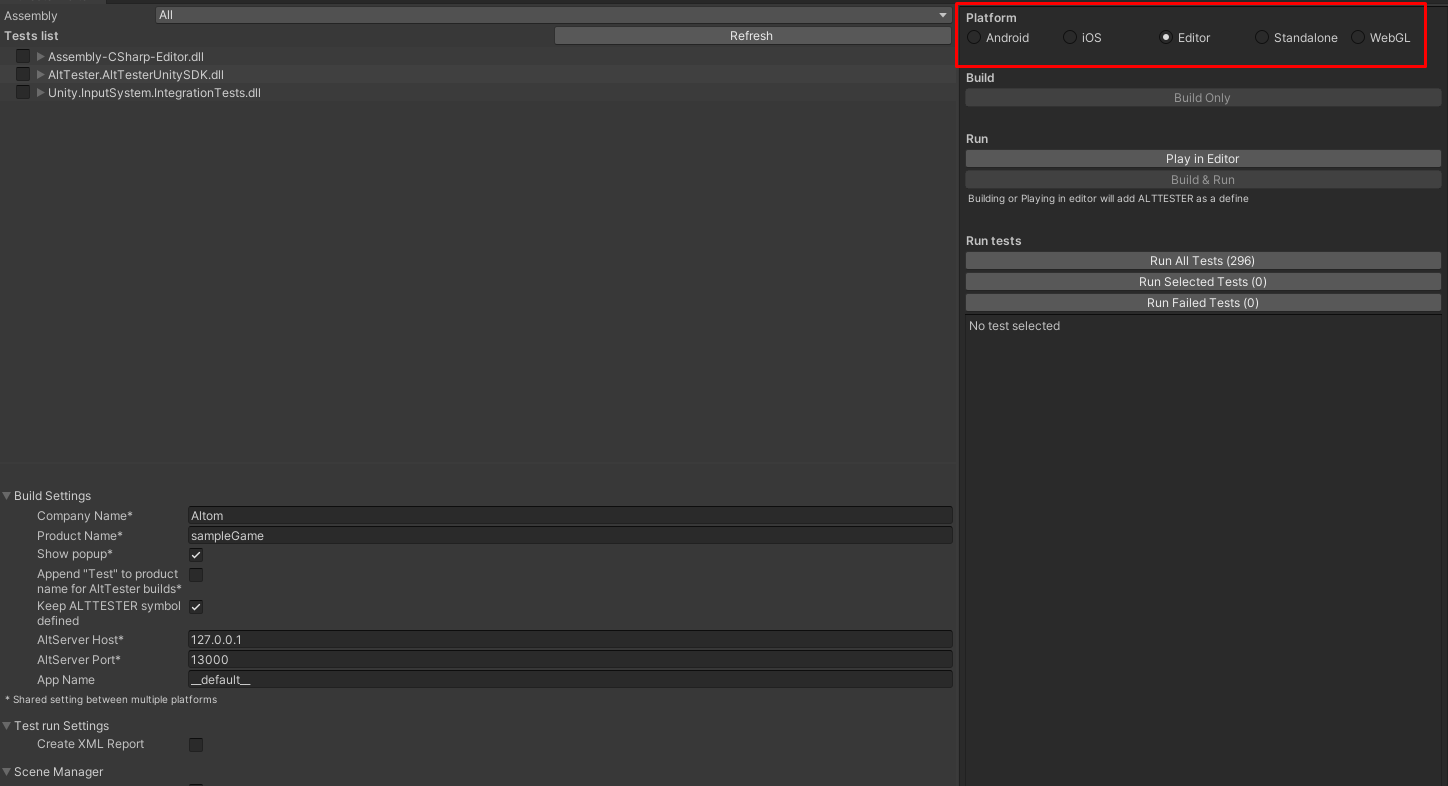 Assembly
All
Tests list
Refresh
Assembly-CSharp-Editor.dll
AltTester.AltTesterUnitySDK.dll
Unity.InputSystem.IntegrationTests.dll
Build Settings
Company Name*
Altom
Product Name*
sampleGame
Show popup*
Append "Test" to product
name for AltTester builds*
Keep ALTTESTER symbol
defined
AltServer Host*
127.0.0.1
AltServer Port*
13000
App Name
__default__
* Shared setting between multiple platforms
Test run Settings
Create XML Report
Scene Manager
Platform
Android
iOS
Editor
Standalone
WebGL
Build
Build Only
Run
Play in Editor
Build & Run
Building or Playing in editor will add ALTTESTER as a define
Run tests
Run All Tests (296)
Run Selected Tests (0)
Run Failed Tests (0)
No test selected